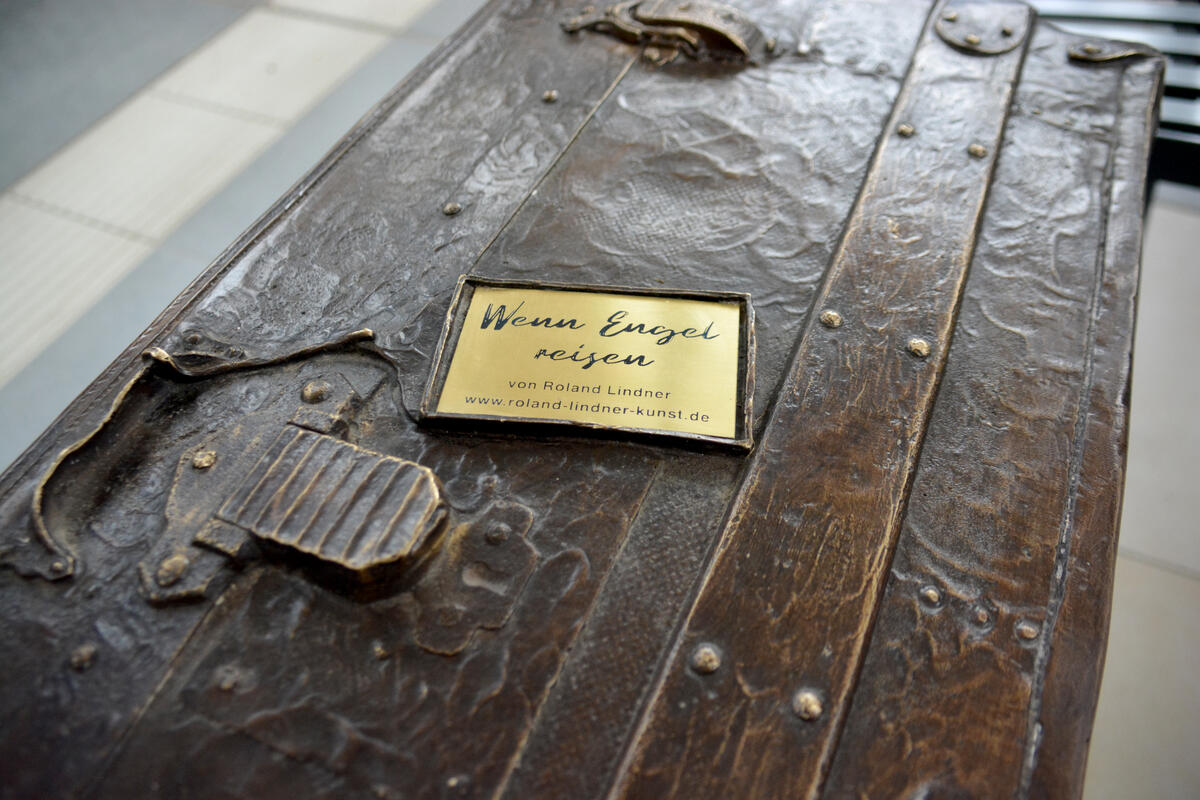 Wenn Engel
reisen
von Roland Lindner
www.roland-lindner-kunst.de